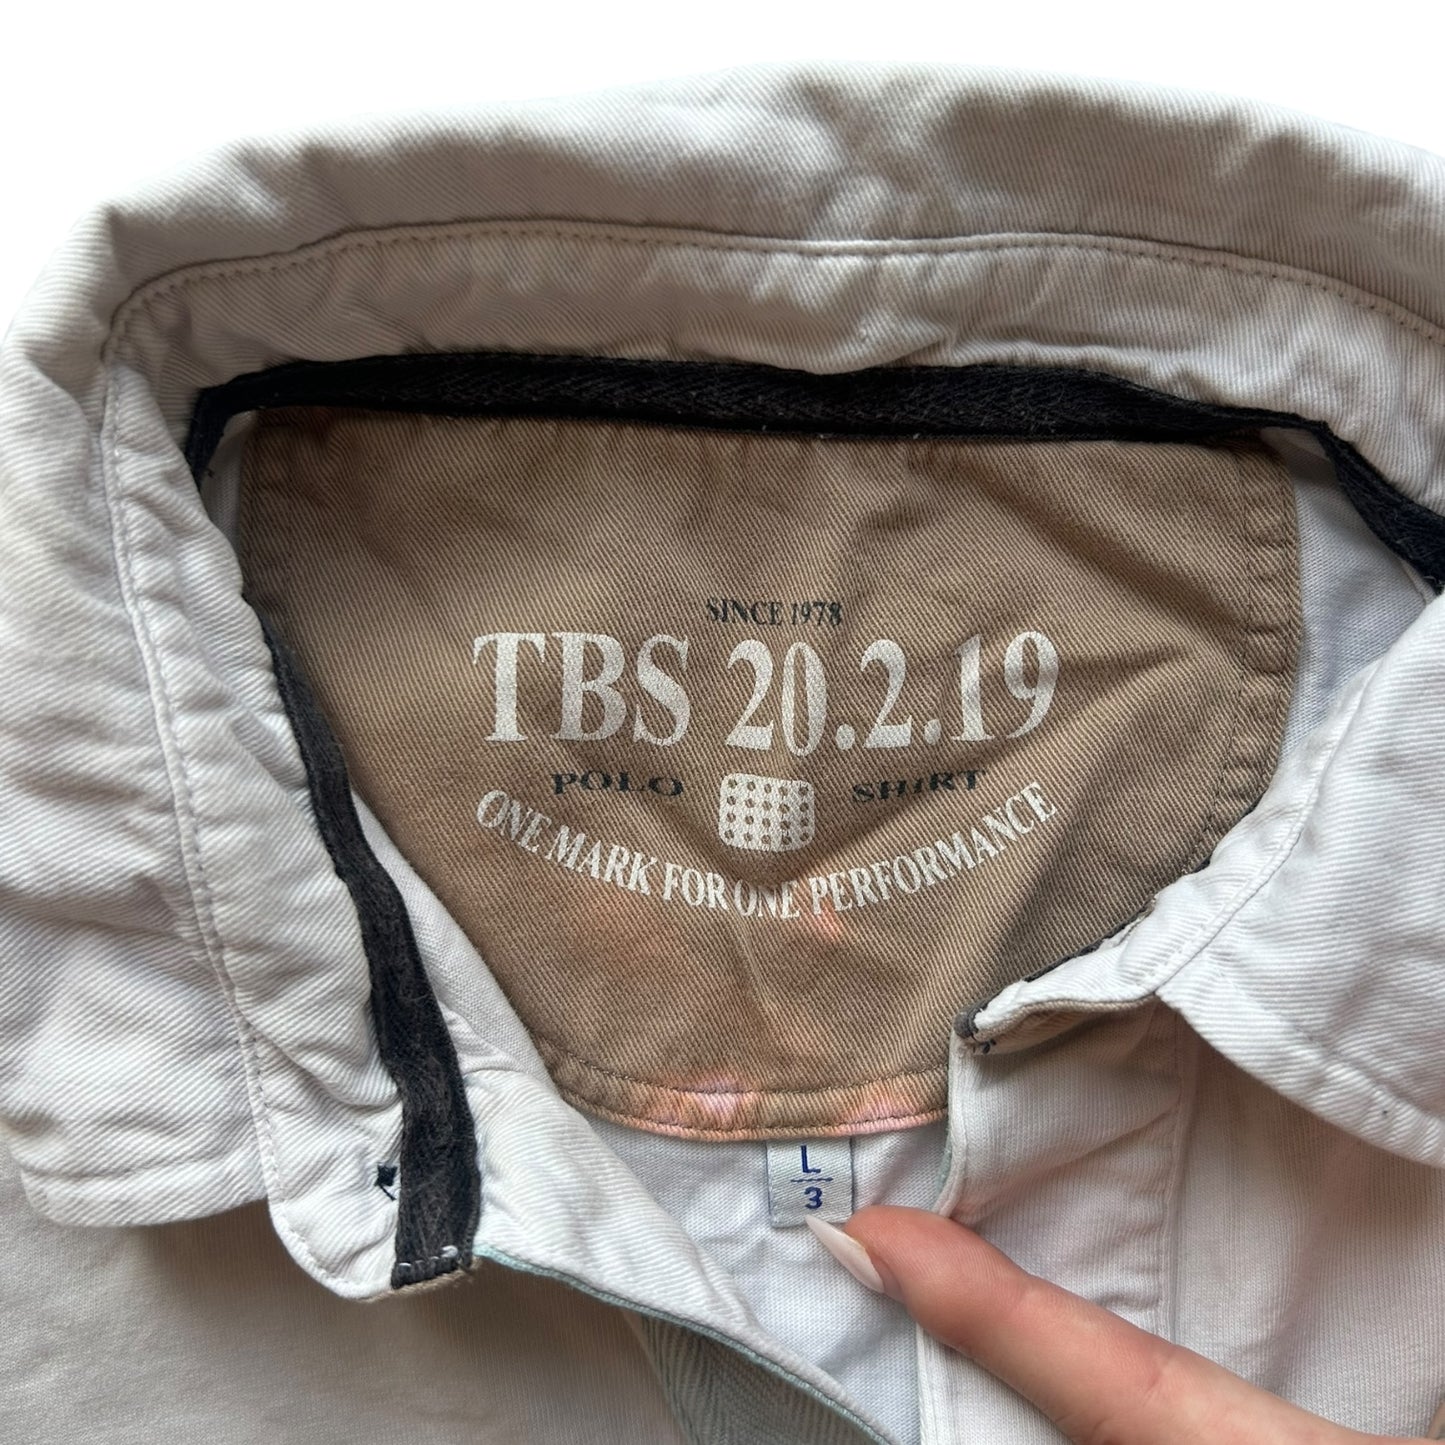 SINCE 1978
TBS 20.2.19
POLO SHIRT
ONE MARK FOR ONE PERFORMANCE
L
3